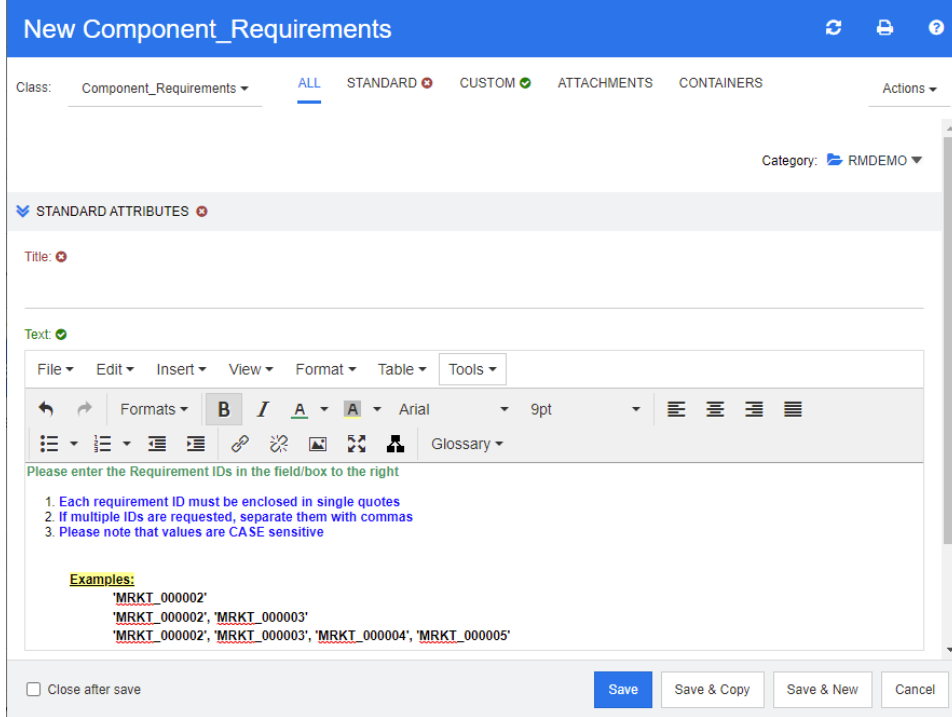 New Component_Requirements
Class: Component_Requirements ALL STANDARD CUSTOM ATTACHMENTS CONTAINERS Actions
Category: RMDEMO
STANDARD ATTRIBUTES
Title:
Text:
File Edit Insert View Format Table Tools
Formats B I A A Arial 9pt
Glossary
Please enter the Requirement IDs in the field/box to the right
1. Each requirement ID must be enclosed in single quotes
2. If multiple IDs are requested, separate them with commas
3. Please note that values are CASE sensitive
Examples:
'MRKT_000002'
'MRKT_000002', 'MRKT_000003'
'MRKT_000002', 'MRKT_000003', 'MRKT_000004', 'MRKT_000005'
Close after save Save Save & Copy Save & New Cancel